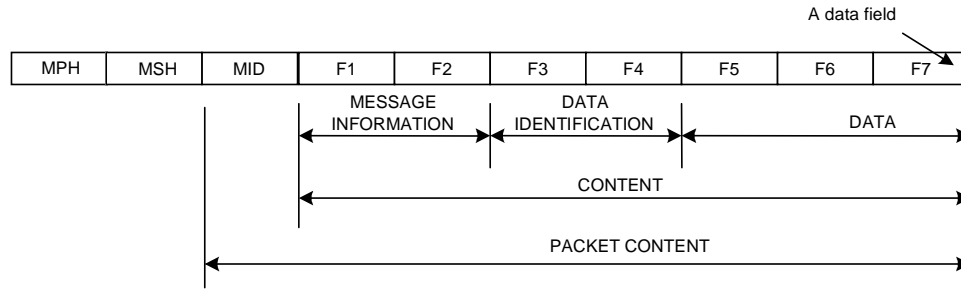 A data field
MPH MSH MID F1 F2 F3 F4 F5 F6 F7
MESSAGE
INFORMATION
DATA
IDENTIFICATION
DATA
CONTENT
PACKET CONTENT